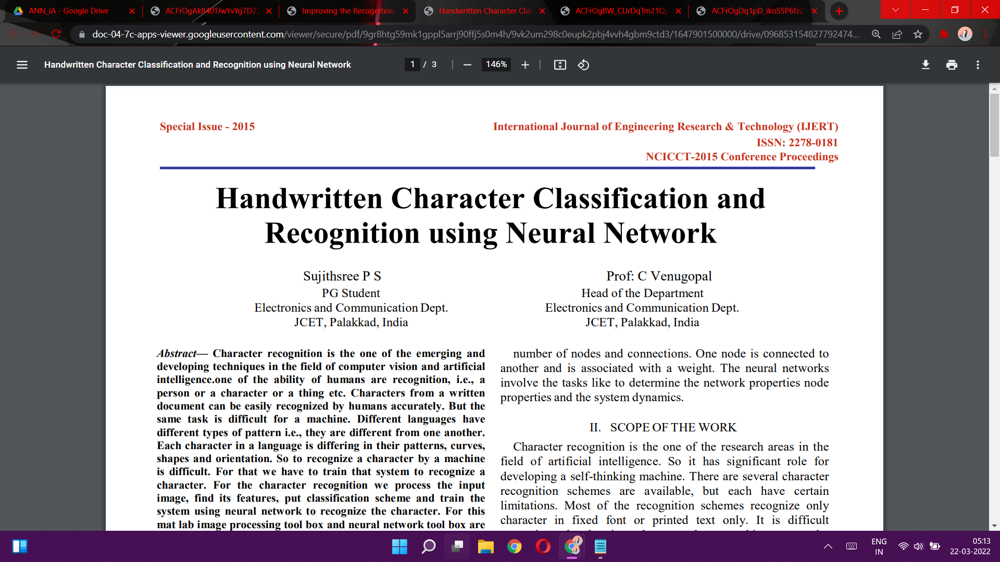 ANN_IA - Google Drive
ACFrOgAkB40TJwYvYg7D22
Improving the Recognition
Handwritten Character Clas
ACFrOgBW_CUrDqTm21Qy
ACFrOgDq1pD_ikoS5P6fz2
doc-04-7c-apps-viewer.googleusercontent.com/viewer/secure/pdf/9gr8htg59mk1gppl5arrj90ffj5s0m4h/9vk2um298c0eupk2pbj4vvh4gbm9ctd3/1647901500000/drive/096853154827792474...
Handwritten Character Classification and Recognition using Neural Network
1 / 3
146%
Special Issue - 2015
International Journal of Engineering Research & Technology (IJERT)
ISSN: 2278-0181
NCICCT-2015 Conference Proceedings
Handwritten Character Classification and
Recognition using Neural Network
Sujithsree P S
PG Student
Electronics and Communication Dept.
JCET, Palakkad, India
Prof: C Venugopal
Head of the Department
Electronics and Communication Dept.
JCET, Palakkad, India
Abstract— Character recognition is the one of the emerging and
developing techniques in the field of computer vision and artificial
intelligence.one of the ability of humans are recognition, i.e., a
person or a character or a thing etc. Characters from a written
document can be easily recognized by humans accurately. But the
same task is difficult for a machine. Different languages have
different types of pattern i.e., they are different from one another.
Each character in a language is differing in their patterns, curves,
shapes and orientation. So to recognize a character by a machine
is difficult. For that we have to train that system to recognize a
character. For the character recognition we process the input
image, find its features, put classification scheme and train the
system using neural network to recognize the character. For this
mat lab image processing tool box and neural network tool box are
number of nodes and connections. One node is connected to
another and is associated with a weight. The neural networks
involve the tasks like to determine the network properties node
properties and the system dynamics.
II. SCOPE OF THE WORK
Character recognition is the one of the research areas in the
field of artificial intelligence. So it has significant role for
developing a self-thinking machine. There are several character
recognition schemes are available, but each have certain
limitations. Most of the recognition schemes recognize only
character in fixed font or printed text only. It is difficult
ENG
IN
05:13
22-03-2022